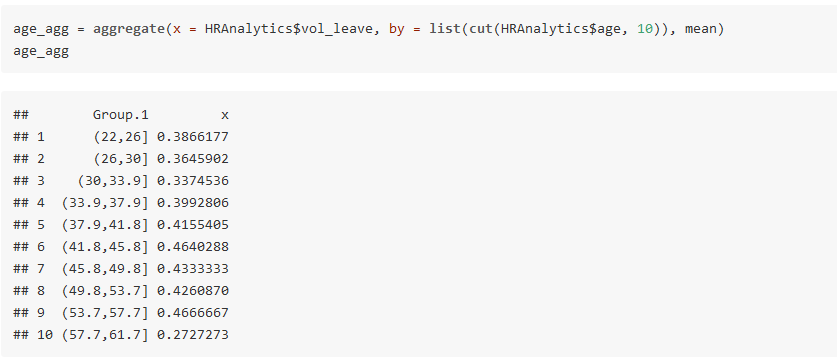 age_agg = aggregate(x = HRAnalytics$vol_leave, by = list(cut(HRAnalytics$age, 10)), mean)
age_agg
##        Group.1         x
## 1      (22,26] 0.3866177
## 2      (26,30] 0.3645902
## 3    (30,33.9] 0.3374536
## 4  (33.9,37.9] 0.3992806
## 5  (37.9,41.8] 0.4155405
## 6  (41.8,45.8] 0.4640288
## 7  (45.8,49.8] 0.4333333
## 8  (49.8,53.7] 0.4260870
## 9  (53.7,57.7] 0.4666667
## 10 (57.7,61.7] 0.2727273